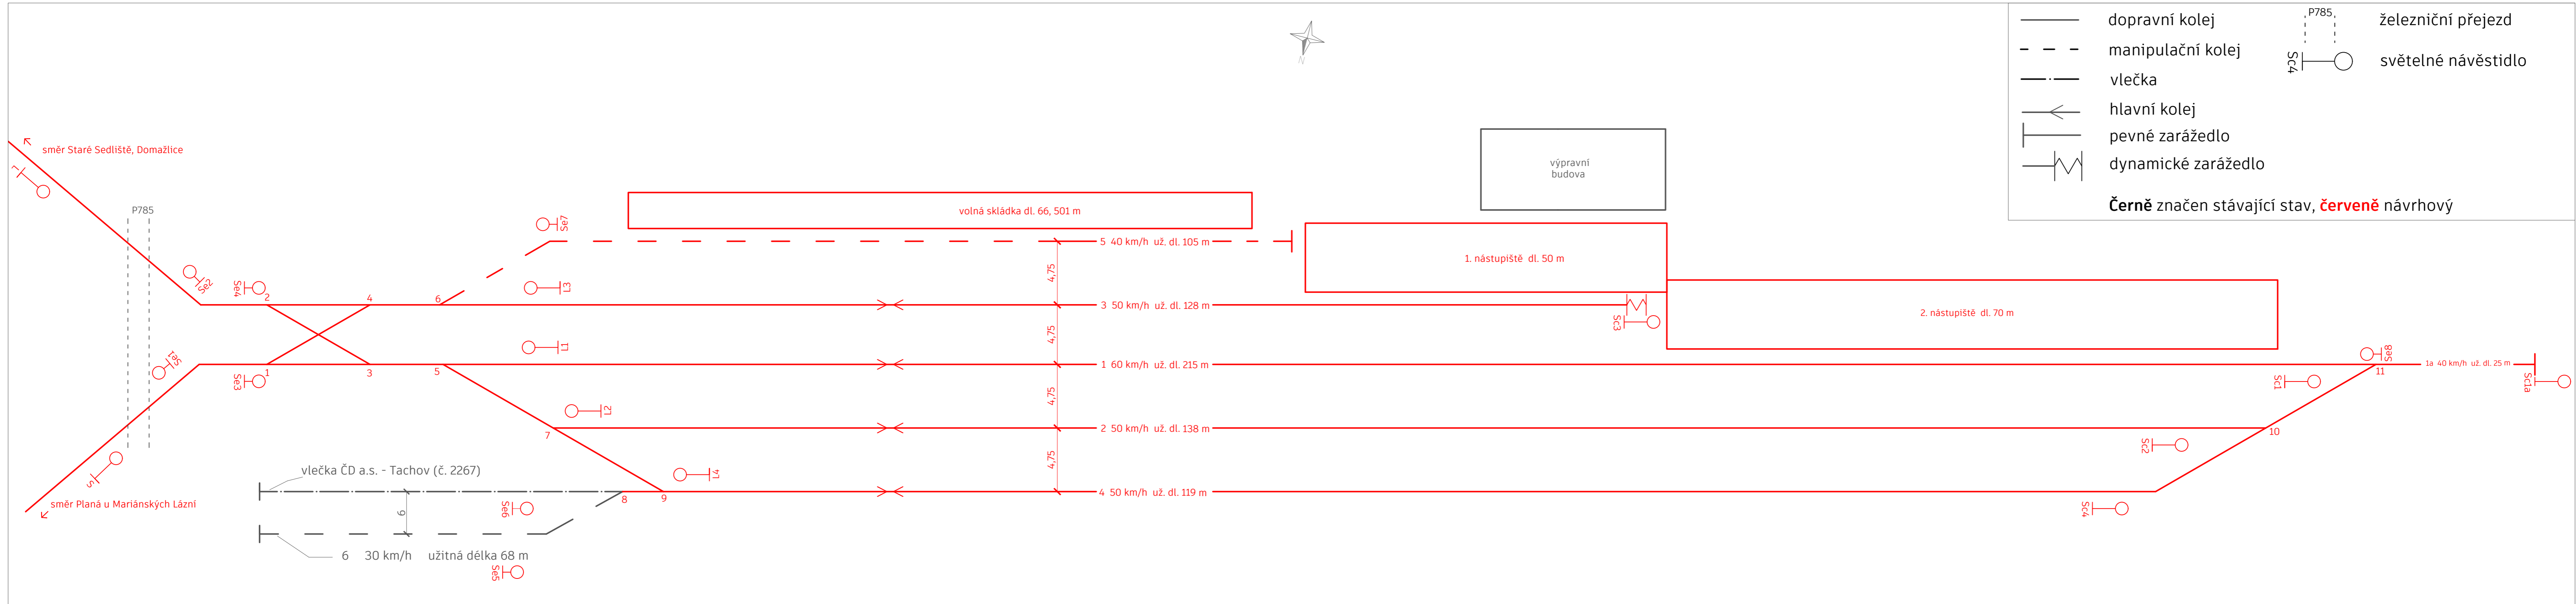 dopravní kolej
P785
železniční přejezd
manipulační kolej
Sc4
světelné návěstidlo
vlečka
hlavní kolej
pevné zarážedlo
dynamické zarážedlo
Černě značen stávající stav, červeně návrhový
N
směr Staré Sedliště, Domažlice
výpravní
budova
P785
volná skládka dl. 66, 501 m
Se7
5 40 km/h už. dl. 105 m
1. nástupiště dl. 50 m
4,75
Se2
Se4
2
4
6
L3
3 50 km/h už. dl. 128 m
Sc3
2. nástupiště dl. 70 m
4,75
L1
Se8
Se1
1
3
5
1 60 km/h už. dl. 215 m
11
1a 40 km/h už. dl. 25 m
Se3
Sc1
Sc1a
4,75
L2
7
2 50 km/h už. dl. 138 m
10
Sc2
4,75
S
vlečka ČD a.s. - Tachov (č. 2267)
L4
směr Planá u Mariánských Lázní
8
9
4 50 km/h už. dl. 119 m
6
Se6
Sc4
6 30 km/h užitná délka 68 m
Se5